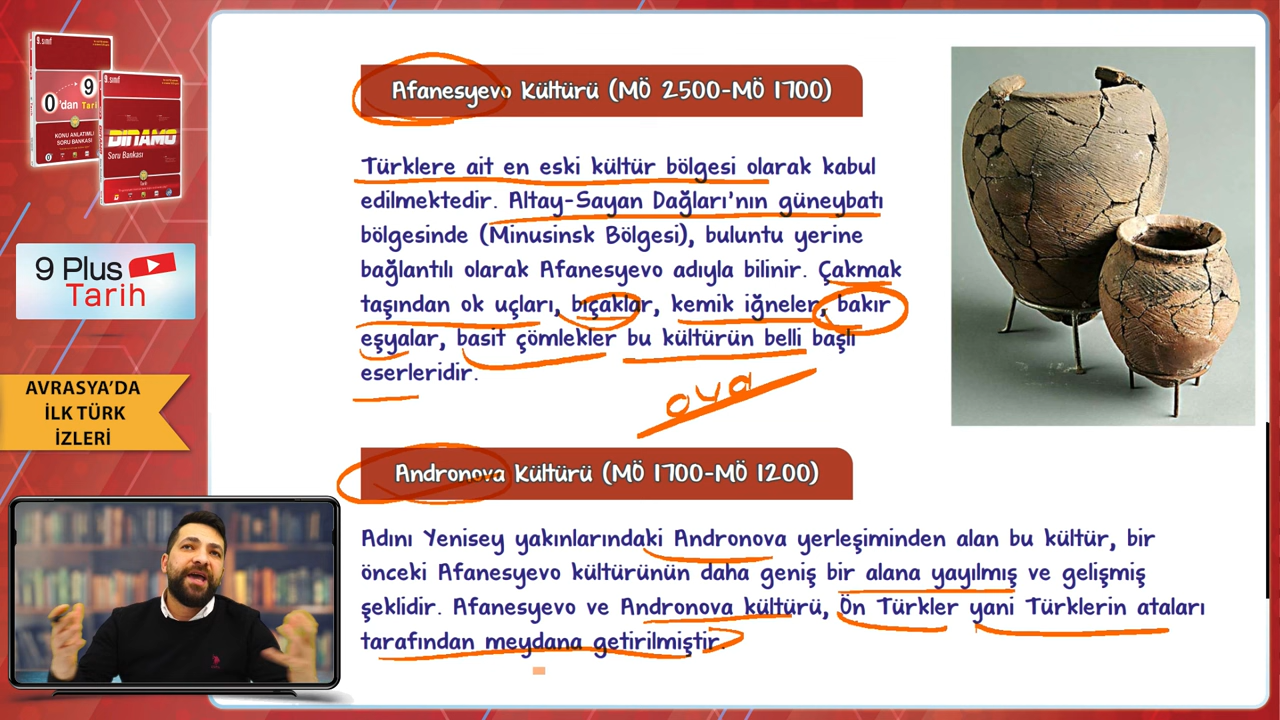 9.sınıf
0'dan 9
Tarih
KONU ANLATIMLI
SORU BANKASI
9.sınıf
DINAMO
Soru Bankası
Tarih
9 Plus
Tarih
AVRASYA'DA
İLK TÜRK
İZLERİ
Afanesyevo Kültürü (MÖ 2500-MÖ 1700)
Türklere ait en eski kültür bölgesi olarak kabul
edilmektedir. Altay-Sayan Dağları'nın güneybatı
bölgesinde (Minusinsk Bölgesi), buluntu yerine
bağlantılı olarak Afanesyevo adıyla bilinir. Çakmak
taşından ok uçları, bıçaklar, kemik iğneler, bakır
eşyalar, basit çömlekler bu kültürün belli başlı
eserleridir.
ova
Andronova Kültürü (MÖ 1700-MÖ 1200)
Adını Yenisey yakınlarındaki Andronova yerleşiminden alan bu kültür, bir
önceki Afanesyevo kültürünün daha geniş bir alana yayılmış ve gelişmiş
şeklidir. Afanesyevo ve Andronova kültürü, Ön Türkler yani Türklerin ataları
tarafından meydana getirilmiştir.